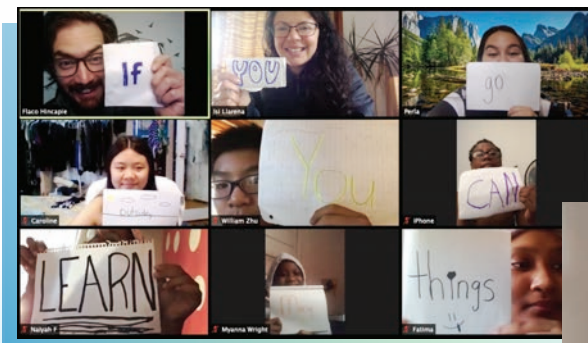 If
Flaco Hincapie
YOU
Isi Llarena
go
Perla
outside
Caroline
You
William Zhu
CAN
iPhone
LEARN
Naiyah F
Myanna Wright
things
Fatima